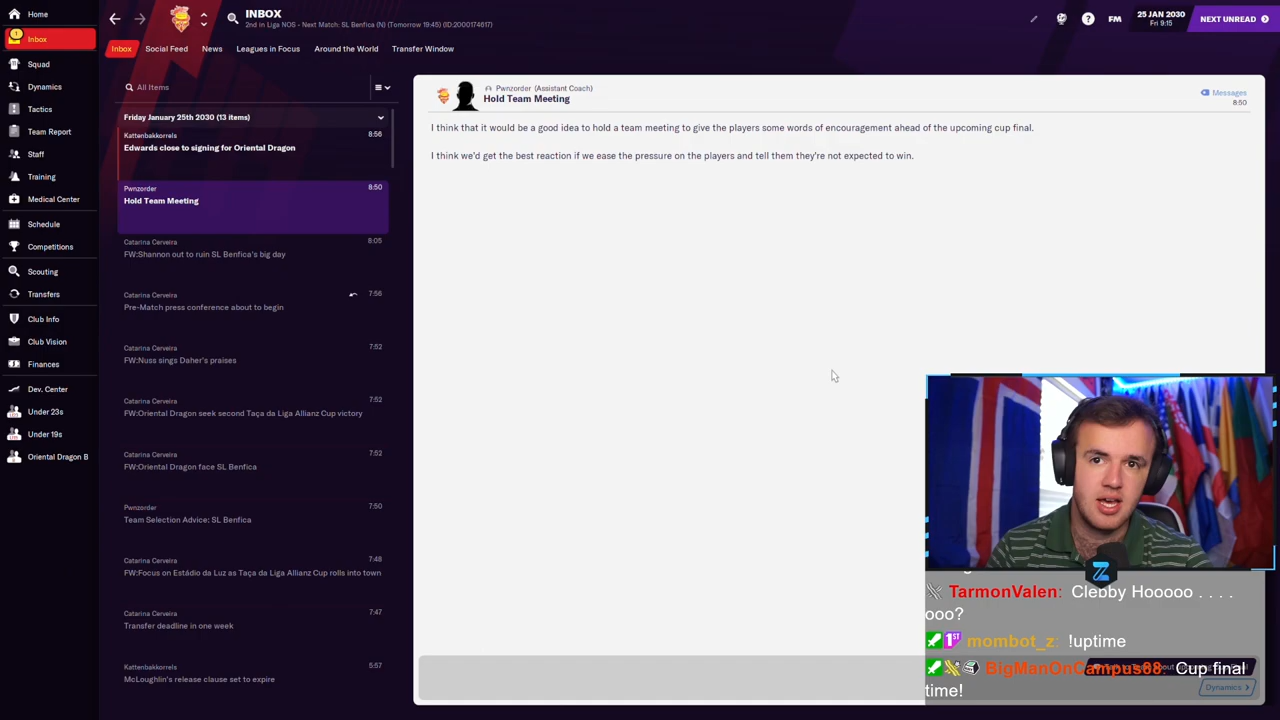 Home
INBOX
2nd in Liga NOS - Next Match: SL Benfica (N) (Tomorrow 19:45) (ID:2000174617)
FM
25 JAN 2030
Fri 9:15
NEXT UNREAD
1
Inbox
Squad
Dynamics
Tactics
Team Report
Staff
Training
Medical Center
Schedule
Competitions
Scouting
Transfers
Club Info
Club Vision
Finances
Dev. Center
Under 23s
Under 19s
Oriental Dragon B
Inbox
Social Feed
News
Leagues in Focus
Around the World
Transfer Window
All Items
Friday January 25th 2030 (13 items)
Kattenbakkorrels 8:56
Edwards close to signing for Oriental Dragon
Pwnzorder 8:50
Hold Team Meeting
Catarina Cerveira 8:05
FW:Shannon out to ruin SL Benfica's big day
Catarina Cerveira 7:56
Pre-Match press conference about to begin
Catarina Cerveira 7:52
FW:Nuss sings Daher's praises
Catarina Cerveira 7:52
FW:Oriental Dragon seek second Taça da Liga Allianz Cup victory
Catarina Cerveira 7:52
FW:Oriental Dragon face SL Benfica
Pwnzorder 7:50
Team Selection Advice: SL Benfica
Catarina Cerveira 7:48
FW:Focus on Estádio da Luz as Taça da Liga Allianz Cup rolls into town
Catarina Cerveira 7:47
Transfer deadline in one week
Kattenbakkorrels 5:57
McLoughlin's release clause set to expire
Pwnzorder (Assistant Coach)
Hold Team Meeting
Messages
8:50
I think that it would be a good idea to hold a team meeting to give the players some words of encouragement ahead of the upcoming cup final.
I think we'd get the best reaction if we ease the pressure on the players and tell them they're not expected to win.
TarmonValen: Clebby Hooooo . . . .
ooo?
mombot_z: !uptime
BigManOnCampus88: Cup final
time!
Dynamics